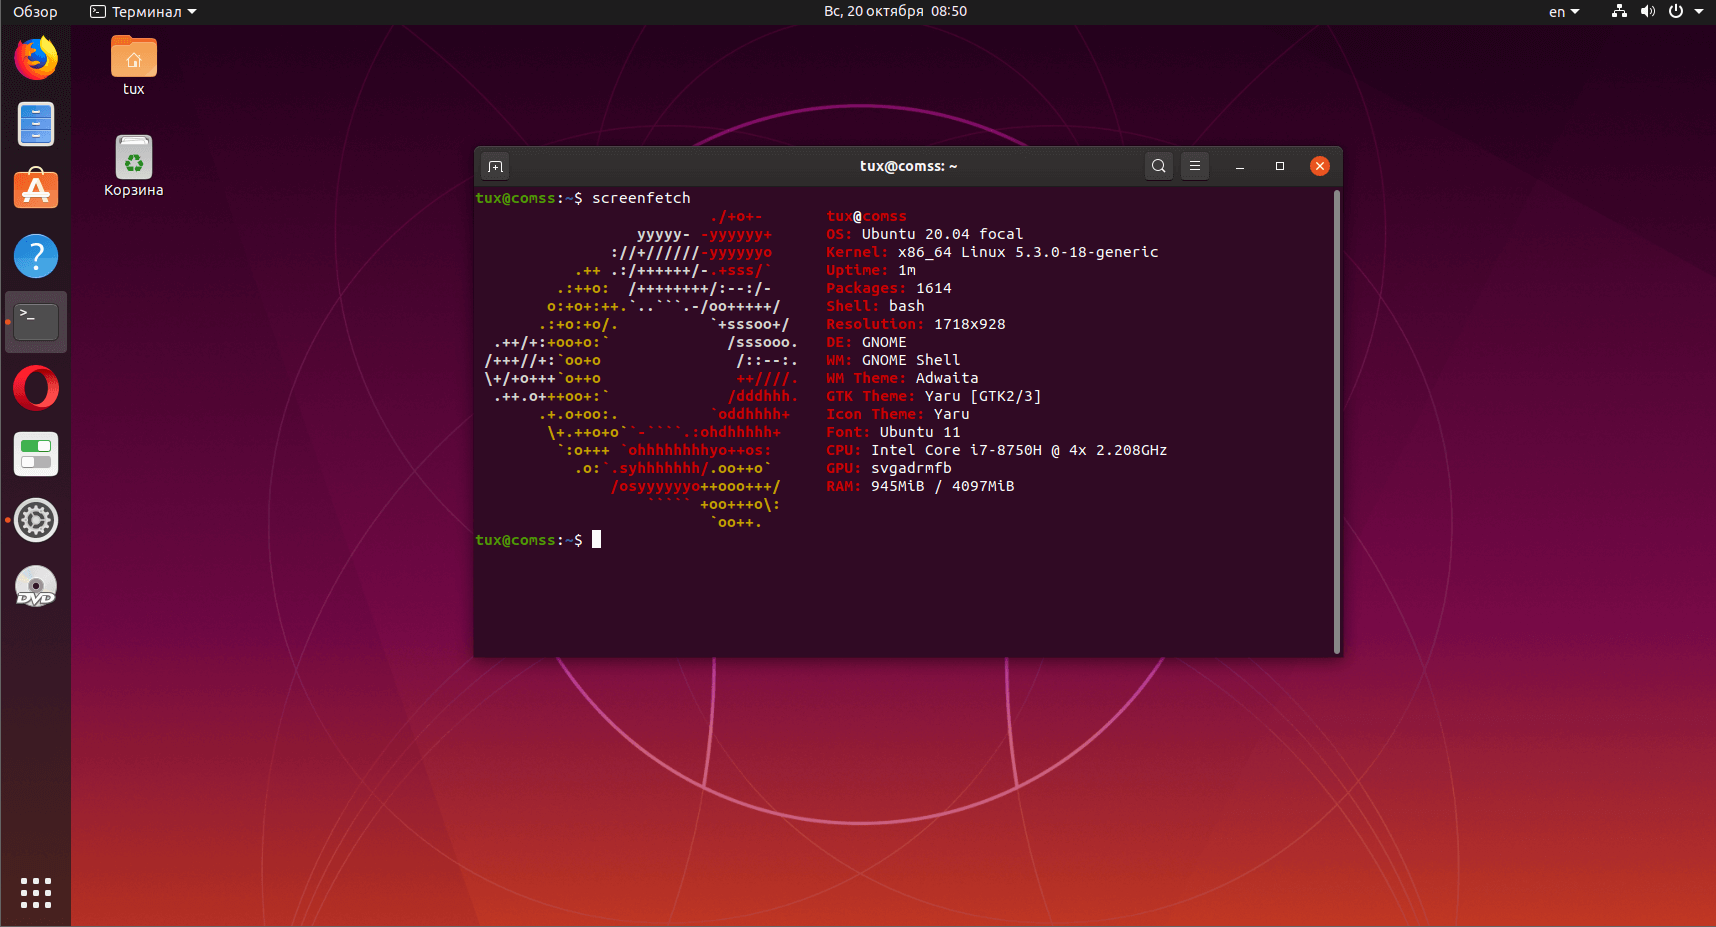 Обзор
Терминал
Вс, 20 октября 08:50
en
tux
Корзина
DVD
tux@comss: ~
tux@comss:~$ screenfetch
./+o+- tux@comss
yyyyy- -yyyyyy+ OS: Ubuntu 20.04 focal
://+//////-yyyyyyo Kernel: x86_64 Linux 5.3.0-18-generic
.++ .:/++++++/-.+sss/` Uptime: 1m
.:++o: /++++++++/:--:/- Packages: 1614
o:+o+:++.`..```.-/oo+++++/ Shell: bash
.:+o:+o/. `+sssoo+/ Resolution: 1718x928
.++/+:+oo+o:` /sssooo. DE: GNOME
/+++//+:`oo+o /::--:. WM: GNOME Shell
\+/+o+++`o++o ++////. WM Theme: Adwaita
.++.o+++oo+:` /dddhhh. GTK Theme: Yaru [GTK2/3]
.+.o+oo:. `oddhhhh+ Icon Theme: Yaru
\+.++o+o``-````.:ohdhhhhh+ Font: Ubuntu 11
`:o+++ `ohhhhhhhhyo++os: CPU: Intel Core i7-8750H @ 4x 2.208GHz
.o:`.syhhhhhhh/.oo++o` GPU: svgadrmfb
/osyyyyyyo++ooo+++/ RAM: 945MiB / 4097MiB
````` +oo+++o\:
`oo++.
tux@comss:~$